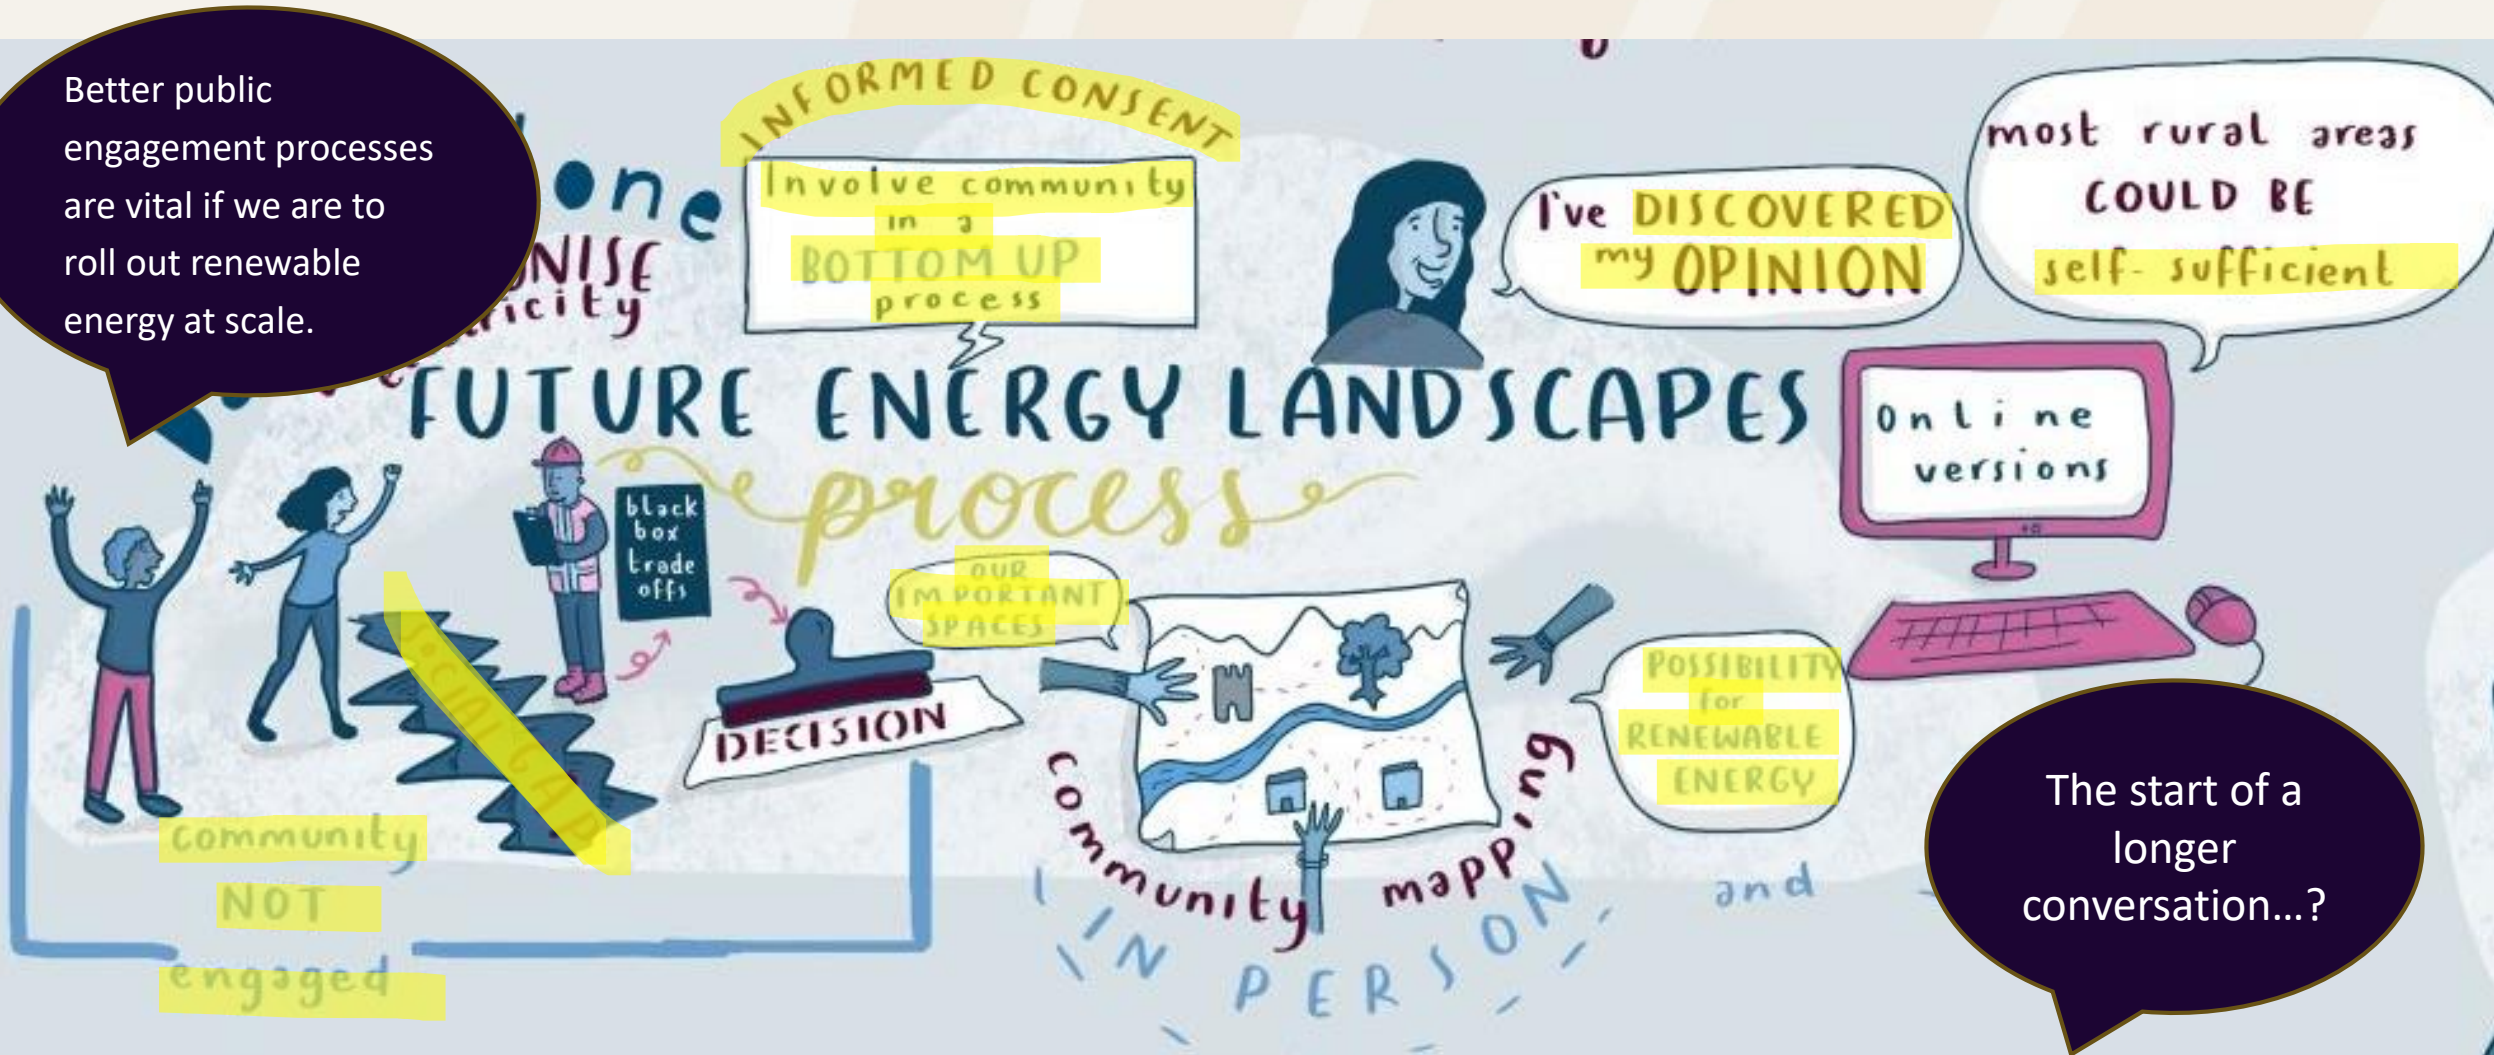 Better public
engagement processes
are vital if we are to
roll out renewable
energy at scale.
INFORMED CONSENT
Involve community
in a
BOTTOM UP
process
I've DISCOVERED
my OPINION
most rural areas
COULD BE
self-sufficient
FUTURE ENERGY LANDSCAPES
process
Online
versions
black
box
trade
offs
SOCIAL GAP
DECISION
community
NOT
engaged
OUR
IMPORTANT
SPACES
community mapping
POSSIBILITY
for
RENEWABLE
ENERGY
IN PERSON
and
The start of a
longer
conversation...?